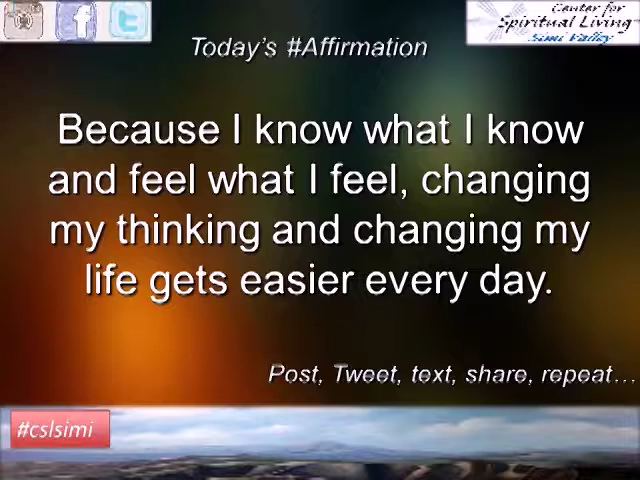 Center for
Spiritual Living
Simi Valley
Today's #Affirmation
Because I know what I know
and feel what I feel, changing
my thinking and changing my
life gets easier every day.
Post, Tweet, text, share, repeat…
#cslsimi